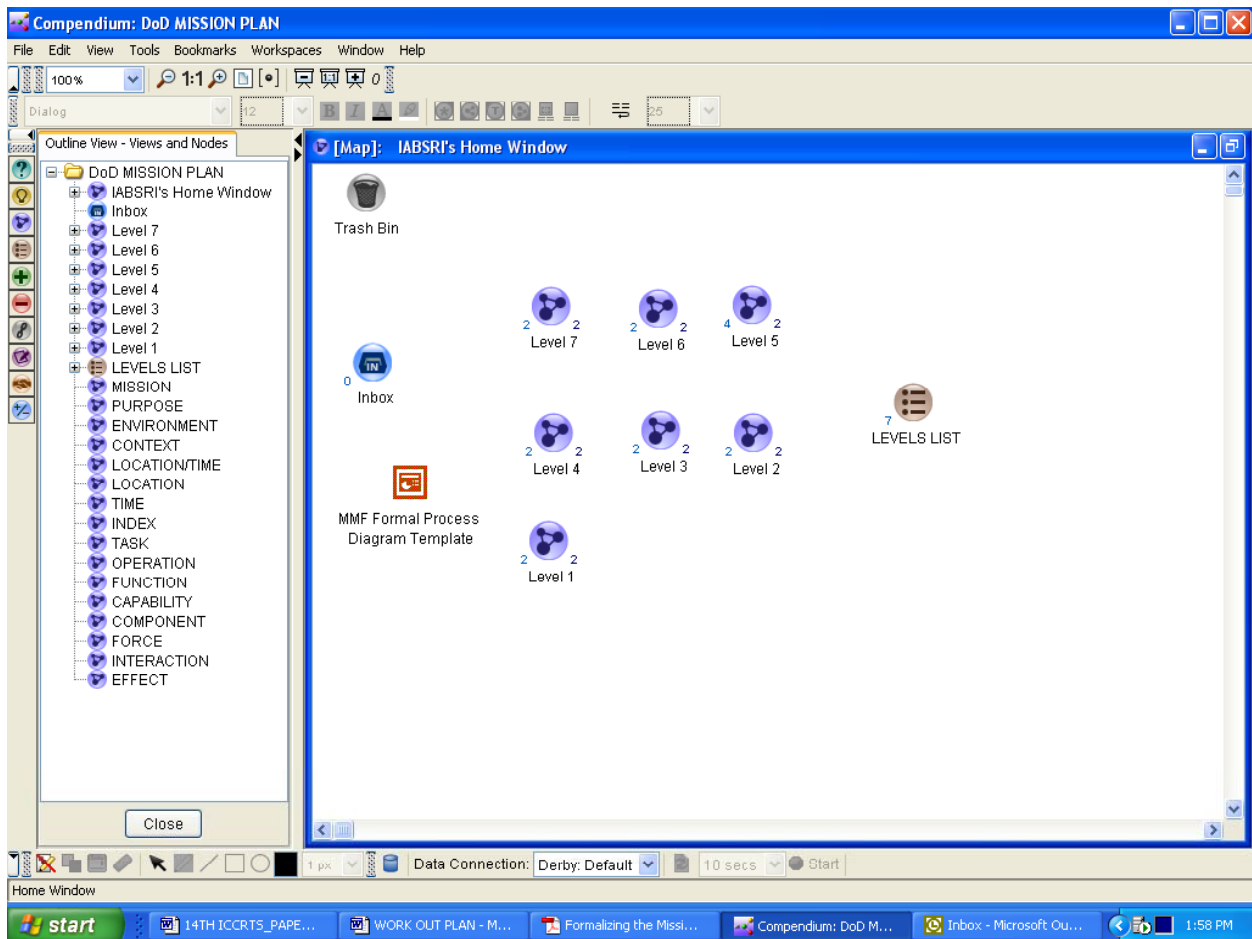 Compendium: DoD MISSION PLAN
File Edit View Tools Bookmarks Workspaces Window Help
100% 1:1 0
Dialog 12 B I A 25
Outline View - Views and Nodes
[Map]: IABSRI's Home Window
DoD MISSION PLAN
IABSRI's Home Window
Inbox
Level 7
Level 6
Level 5
Level 4
Level 3
Level 2
Level 1
LEVELS LIST
MISSION
PURPOSE
ENVIRONMENT
CONTEXT
LOCATION/TIME
LOCATION
TIME
INDEX
TASK
OPERATION
FUNCTION
CAPABILITY
COMPONENT
FORCE
INTERACTION
EFFECT
Close
Trash Bin
2 2 2 2 4 2
Level 7 Level 6 Level 5
IN
0
Inbox
7
LEVELS LIST
2 2 2 2 2 2
Level 4 Level 3 Level 2
MMF Formal Process
Diagram Template
2 2
Level 1
1 px Data Connection: Derby: Default 10 secs Start
Home Window
start 14TH ICCRTS_PAPE... WORK OUT PLAN - M... Formalizing the Missi... Compendium: DoD M... Inbox - Microsoft Ou... 1:58 PM